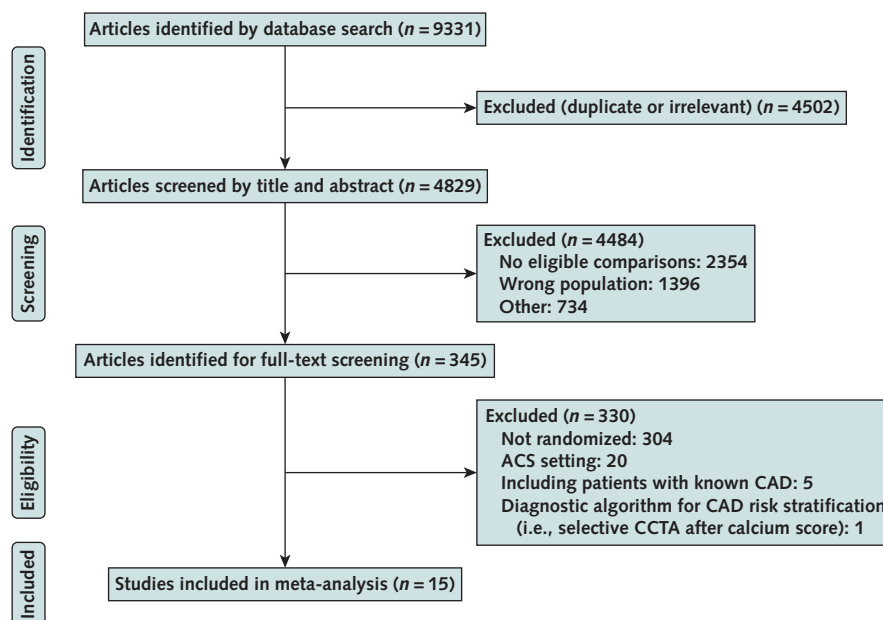 Articles identified by database search (n = 9331)
Identification
Excluded (duplicate or irrelevant) (n = 4502)
Articles screened by title and abstract (n = 4829)
Screening
Excluded (n = 4484)
No eligible comparisons: 2354
Wrong population: 1396
Other: 734
Articles identified for full-text screening (n = 345)
Eligibility
Excluded (n = 330)
Not randomized: 304
ACS setting: 20
Including patients with known CAD: 5
Diagnostic algorithm for CAD risk stratification
(i.e., selective CCTA after calcium score): 1
Included
Studies included in meta-analysis (n = 15)